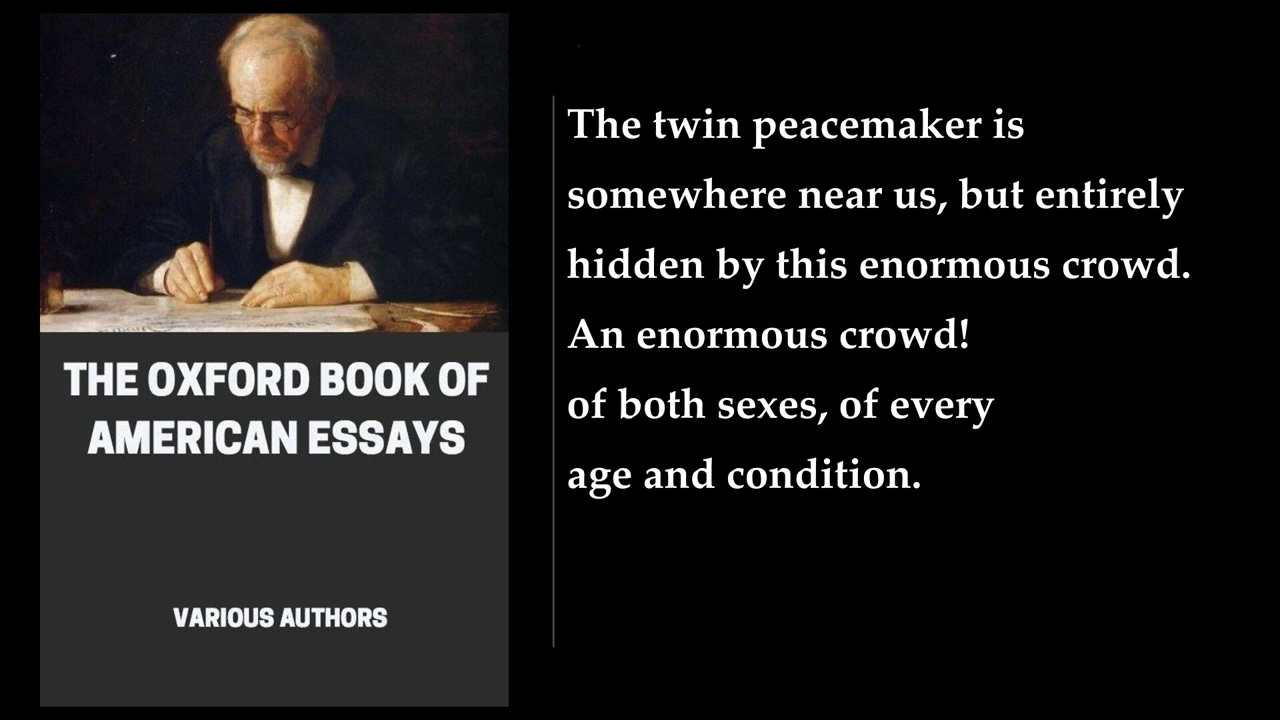 THE OXFORD BOOK OF
AMERICAN ESSAYS
VARIOUS AUTHORS
The twin peacemaker is
somewhere near us, but entirely
hidden by this enormous crowd.
An enormous crowd!
of both sexes, of every
age and condition.